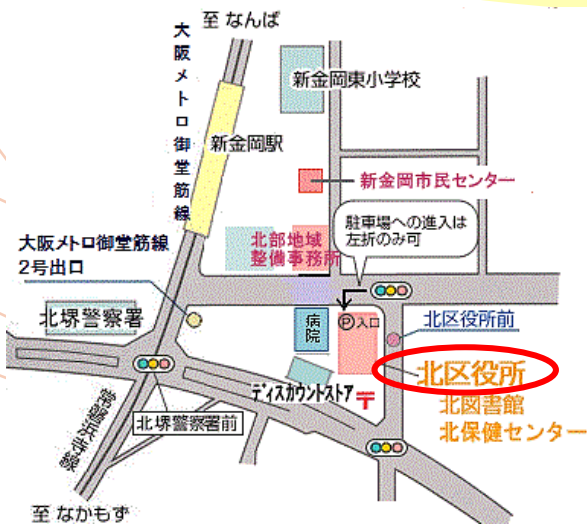 至 なんば
大阪メトロ御堂筋線
新金岡東小学校
新金岡駅
新金岡市民センター
駐車場への進入は
左折のみ可
大阪メトロ御堂筋線
2号出口
北部地域
整備事務所
北堺警察署
病院
P入口
北区役所前
北区役所
北図書館
北保健センター
ディスカウントストア
〒
北堺警察署前
常磐浜寺線
至 なかもず